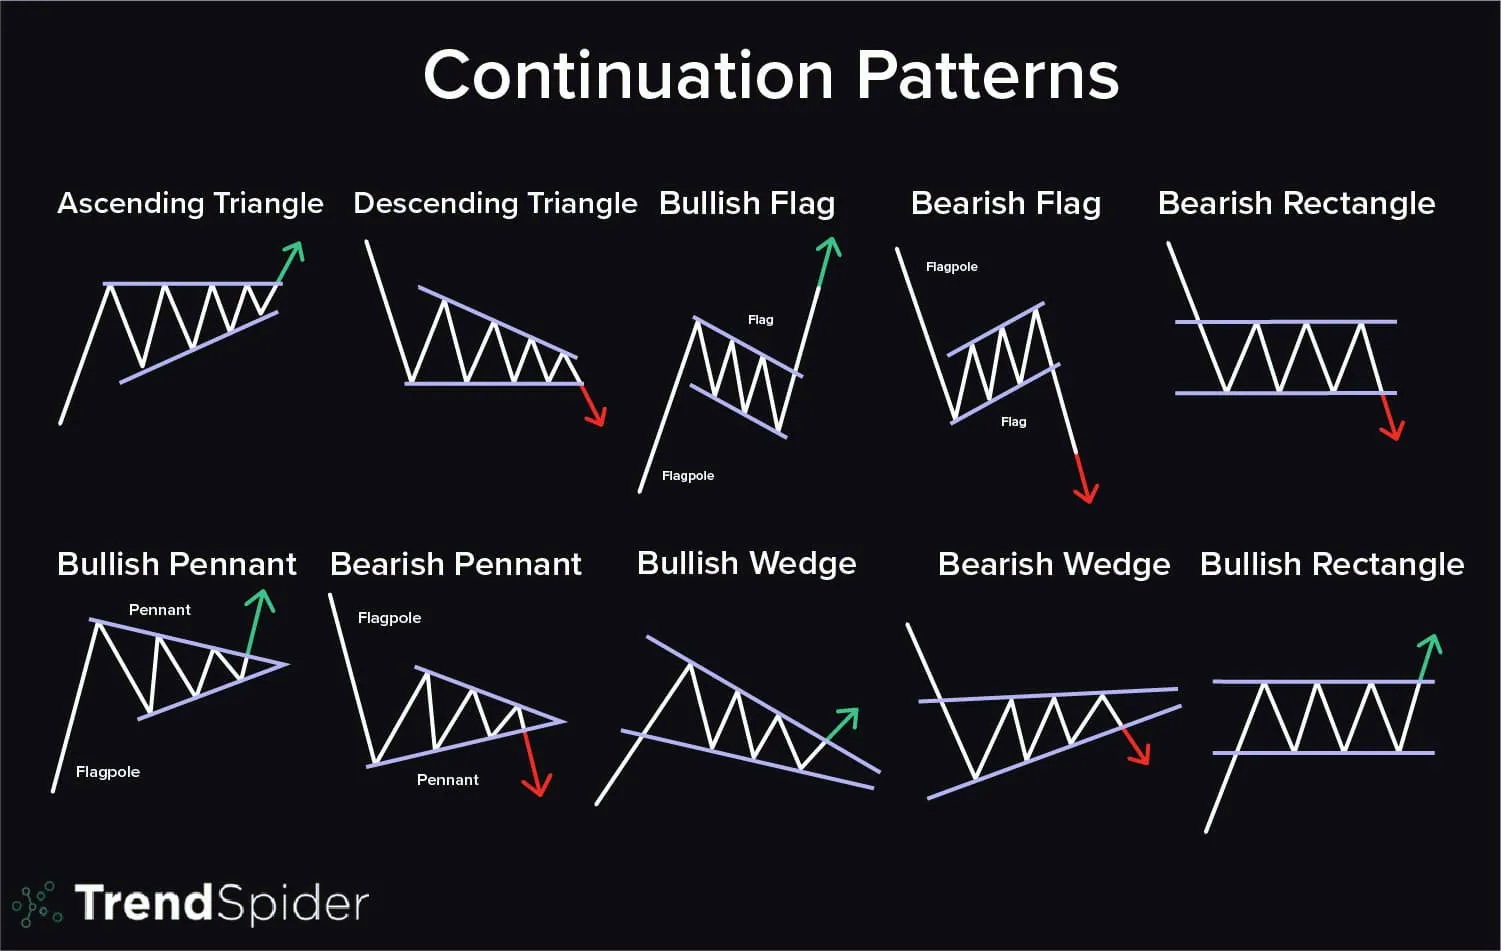 Continuation Patterns
Ascending Triangle
Descending Triangle
Bullish Flag
Bearish Flag
Bearish Rectangle
Flag
Flagpole
Flagpole
Flag
Bullish Pennant
Bearish Pennant
Bullish Wedge
Bearish Wedge
Bullish Rectangle
Pennant
Flagpole
Flagpole
Pennant
TrendSpider